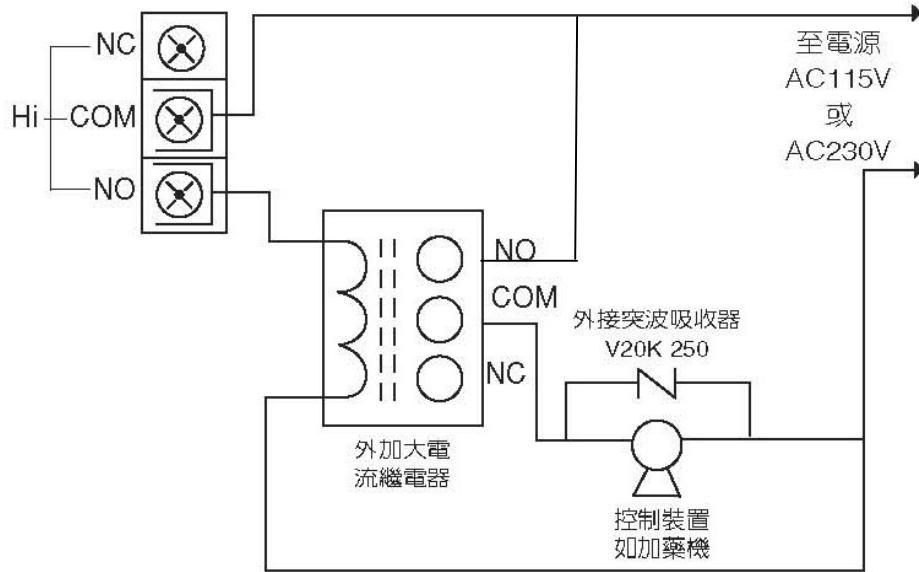 NC
Hi
COM
NO
至電源
AC115V
或
AC230V
NO
COM
NC
外接突波吸收器
V20K 250
外加大電
流繼電器
控制裝置
如加藥機